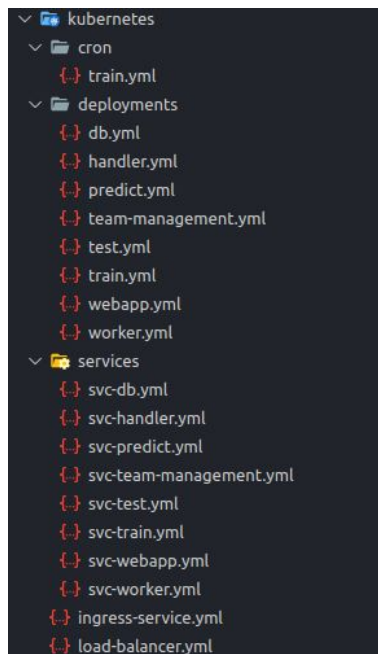 kubernetes
cron
{..} train.yml
deployments
{..} db.yml
{..} handler.yml
{..} predict.yml
{..} team-management.yml
{..} test.yml
{..} train.yml
{..} webapp.yml
{..} worker.yml
services
{..} svc-db.yml
{..} svc-handler.yml
{..} svc-predict.yml
{..} svc-team-management.yml
{..} svc-test.yml
{..} svc-train.yml
{..} svc-webapp.yml
{..} svc-worker.yml
{..} ingress-service.yml
{..} load-balancer.yml